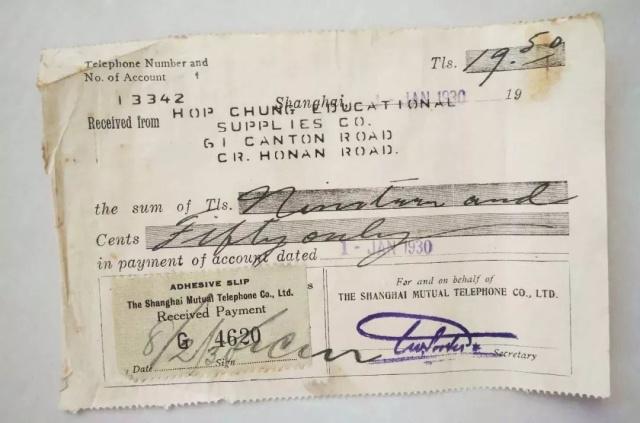 Telephone Number and
No. of Account
Tls. 19.50
13342
Shanghai 1 - JAN 1930 19
Received from HOP CHUNG EDUCATIONAL
SUPPLIES CO.
61 CANTON ROAD
CR. HONAN ROAD.
the sum of Tls. Nineteen and
Cents Fifty only
in payment of account dated 1 - JAN 1930
ADHESIVE SLIP
The Shanghai Mutual Telephone Co., Ltd.
Received Payment
G 4620
Date Sign
For and on behalf of
THE SHANGHAI MUTUAL TELEPHONE CO., LTD.
Secretary